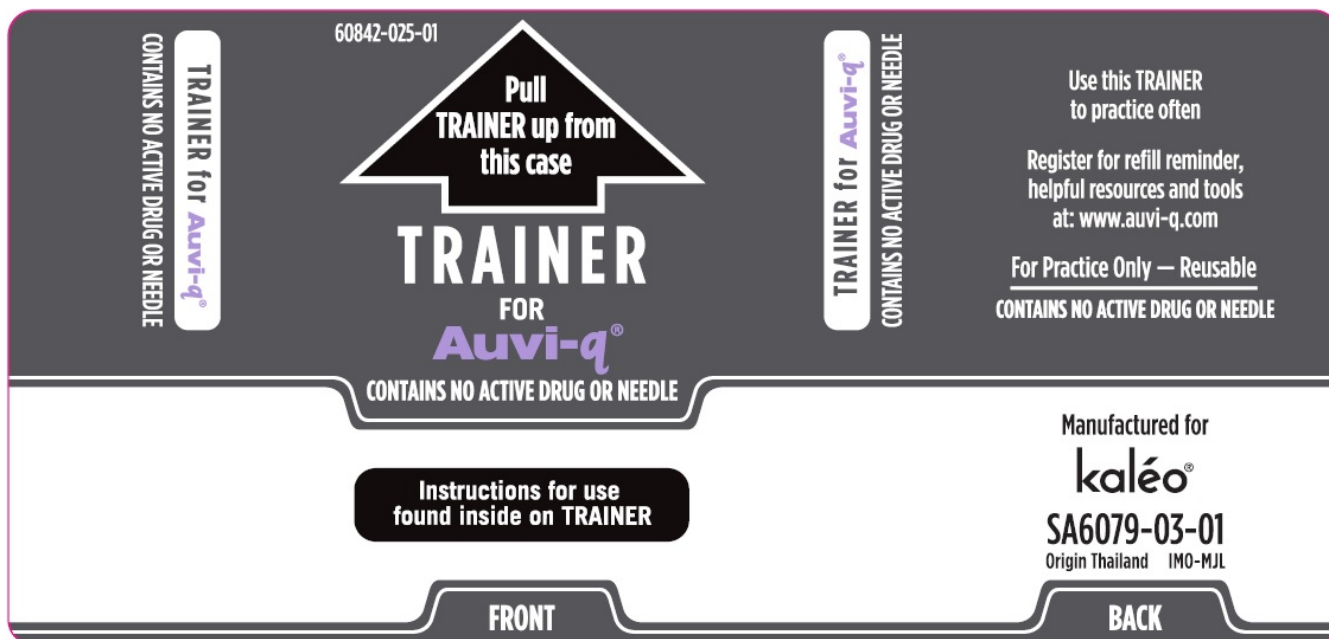 CONTAINS NO ACTIVE DRUG OR NEEDLE
TRAINER for Auvi-q®
60842-025-01
Pull
TRAINER up from
this case
TRAINER
FOR
Auvi-q®
CONTAINS NO ACTIVE DRUG OR NEEDLE
Instructions for use
found inside on TRAINER
FRONT
TRAINER for Auvi-q®
CONTAINS NO ACTIVE DRUG OR NEEDLE
Use this TRAINER
to practice often
Register for refill reminder,
helpful resources and tools
at: www.auvi-q.com
For Practice Only — Reusable
CONTAINS NO ACTIVE DRUG OR NEEDLE
Manufactured for
kaléo®
SA6079-03-01
Origin Thailand IMO-MJL
BACK